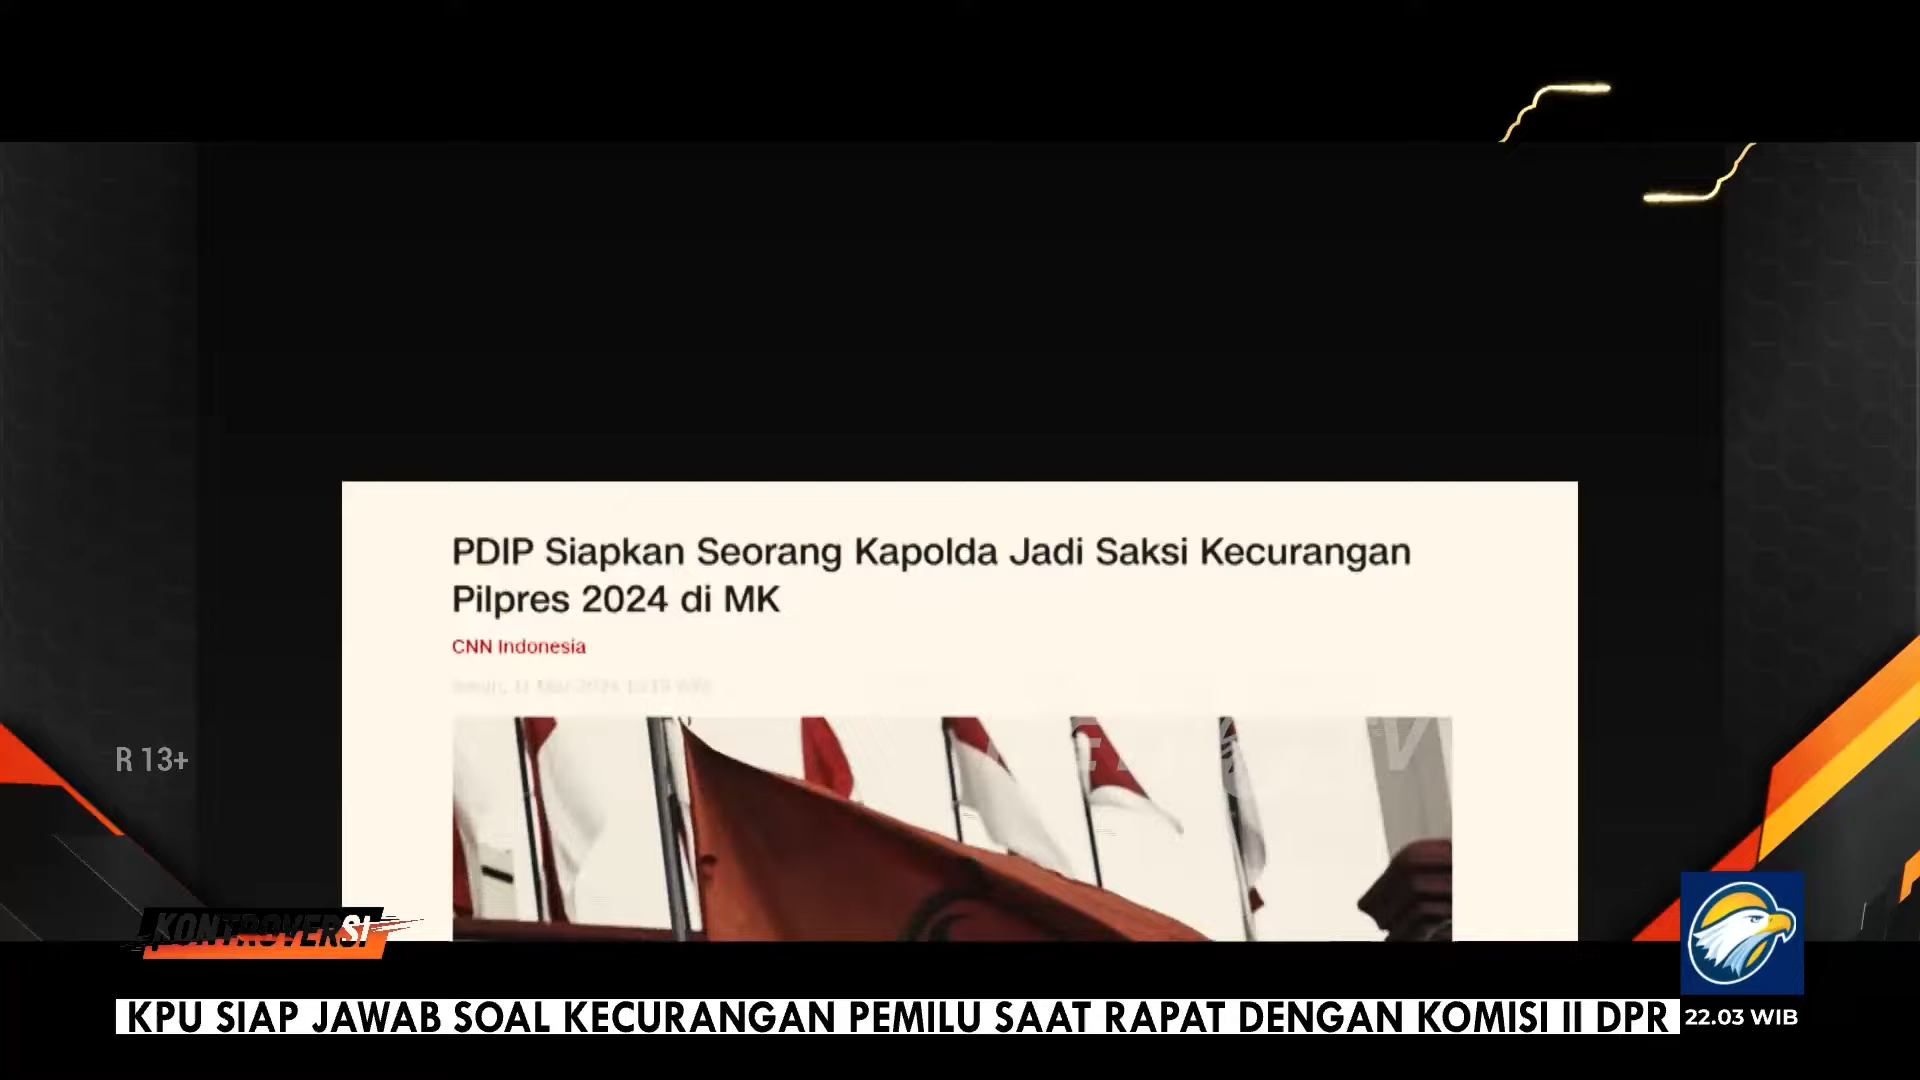 PDIP Siapkan Seorang Kapolda Jadi Saksi Kecurangan
Pilpres 2024 di MK
CNN Indonesia
R 13+
KONTROVERSI
KPU SIAP JAWAB SOAL KECURANGAN PEMILU SAAT RAPAT DENGAN KOMISI II DPR
22.03 WIB